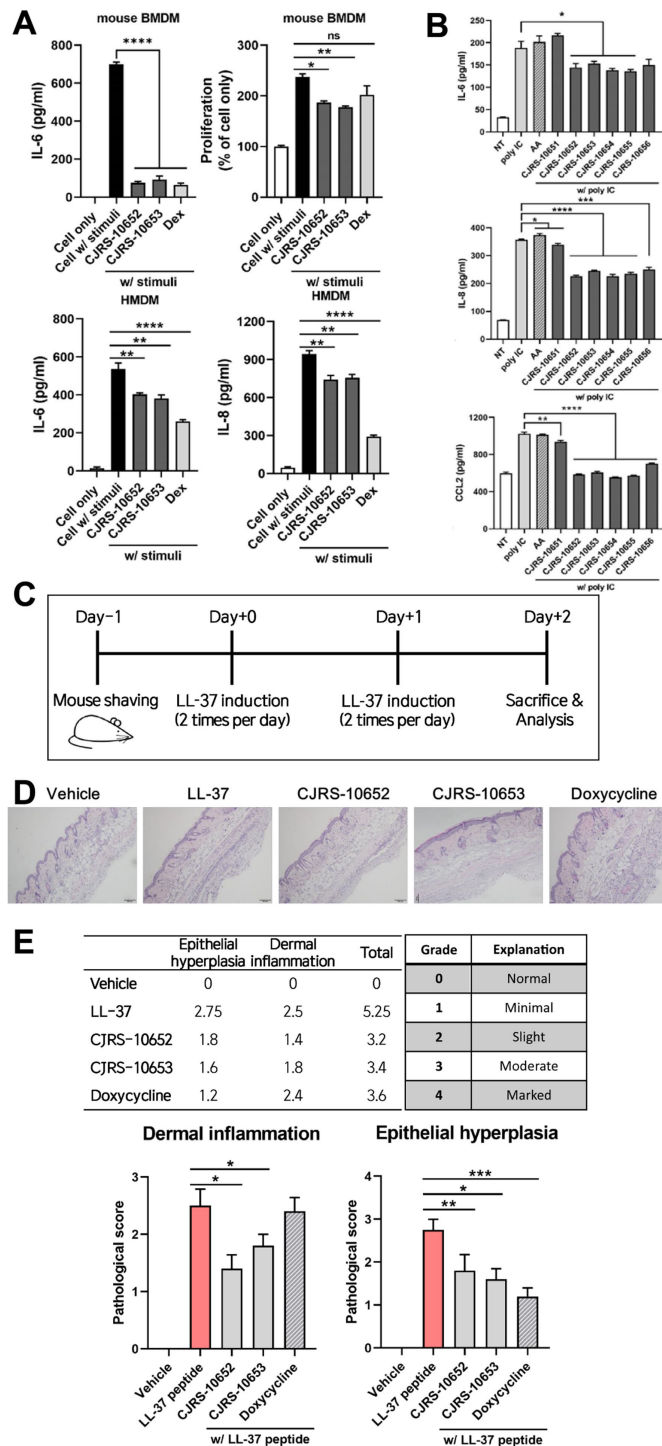 A
mouse BMDM
IL-6 (pg/ml)
800
600
400
200
0
****
Cell only
Cell w/ stimuli
CJRS-10652
CJRS-10653
Dex
w/ stimuli
mouse BMDM
Proliferation
(% of cell only)
300
200
100
0
ns
**
*
Cell only
Cell w/ stimuli
CJRS-10652
CJRS-10653
Dex
w/ stimuli
HMDM
IL-6 (pg/ml)
800
600
400
200
0
****
**
**
Cell only
Cell w/ stimuli
CJRS-10652
CJRS-10653
Dex
w/ stimuli
HMDM
IL-8 (pg/ml)
1200
900
600
300
0
****
**
**
Cell only
Cell w/ stimuli
CJRS-10652
CJRS-10653
Dex
w/ stimuli
B
IL-6 (pg/ml)
250
200
150
100
50
0
*
NT
poly IC
AA
CJRS-10651
CJRS-10652
CJRS-10653
CJRS-10654
CJRS-10655
CJRS-10656
w/ poly IC
IL-8 (pg/ml)
500
400
300
200
100
0
***
****
*
NT
poly IC
AA
CJRS-10651
CJRS-10652
CJRS-10653
CJRS-10654
CJRS-10655
CJRS-10656
w/ poly IC
CCL2 (pg/ml)
1200
900
600
300
0
****
**
NT
poly IC
AA
CJRS-10651
CJRS-10652
CJRS-10653
CJRS-10654
CJRS-10655
CJRS-10656
w/ poly IC
C
Day−1 Day+0 Day+1 Day+2
Mouse shaving LL-37 induction LL-37 induction Sacrifice &
(2 times per day) (2 times per day) Analysis
D
Vehicle LL-37 CJRS-10652 CJRS-10653 Doxycycline
E
Epithelial Dermal Total
hyperplasia inflammation
Vehicle 0 0 0
LL-37 2.75 2.5 5.25
CJRS-10652 1.8 1.4 3.2
CJRS-10653 1.6 1.8 3.4
Doxycycline 1.2 2.4 3.6
Grade Explanation
0 Normal
1 Minimal
2 Slight
3 Moderate
4 Marked
Dermal inflammation
Pathological score
3
2
1
0
*
*
Vehicle
LL-37 peptide
CJRS-10652
CJRS-10653
Doxycycline
w/ LL-37 peptide
Epithelial hyperplasia
Pathological score
4
3
2
1
0
***
*
**
Vehicle
LL-37 peptide
CJRS-10652
CJRS-10653
Doxycycline
w/ LL-37 peptide